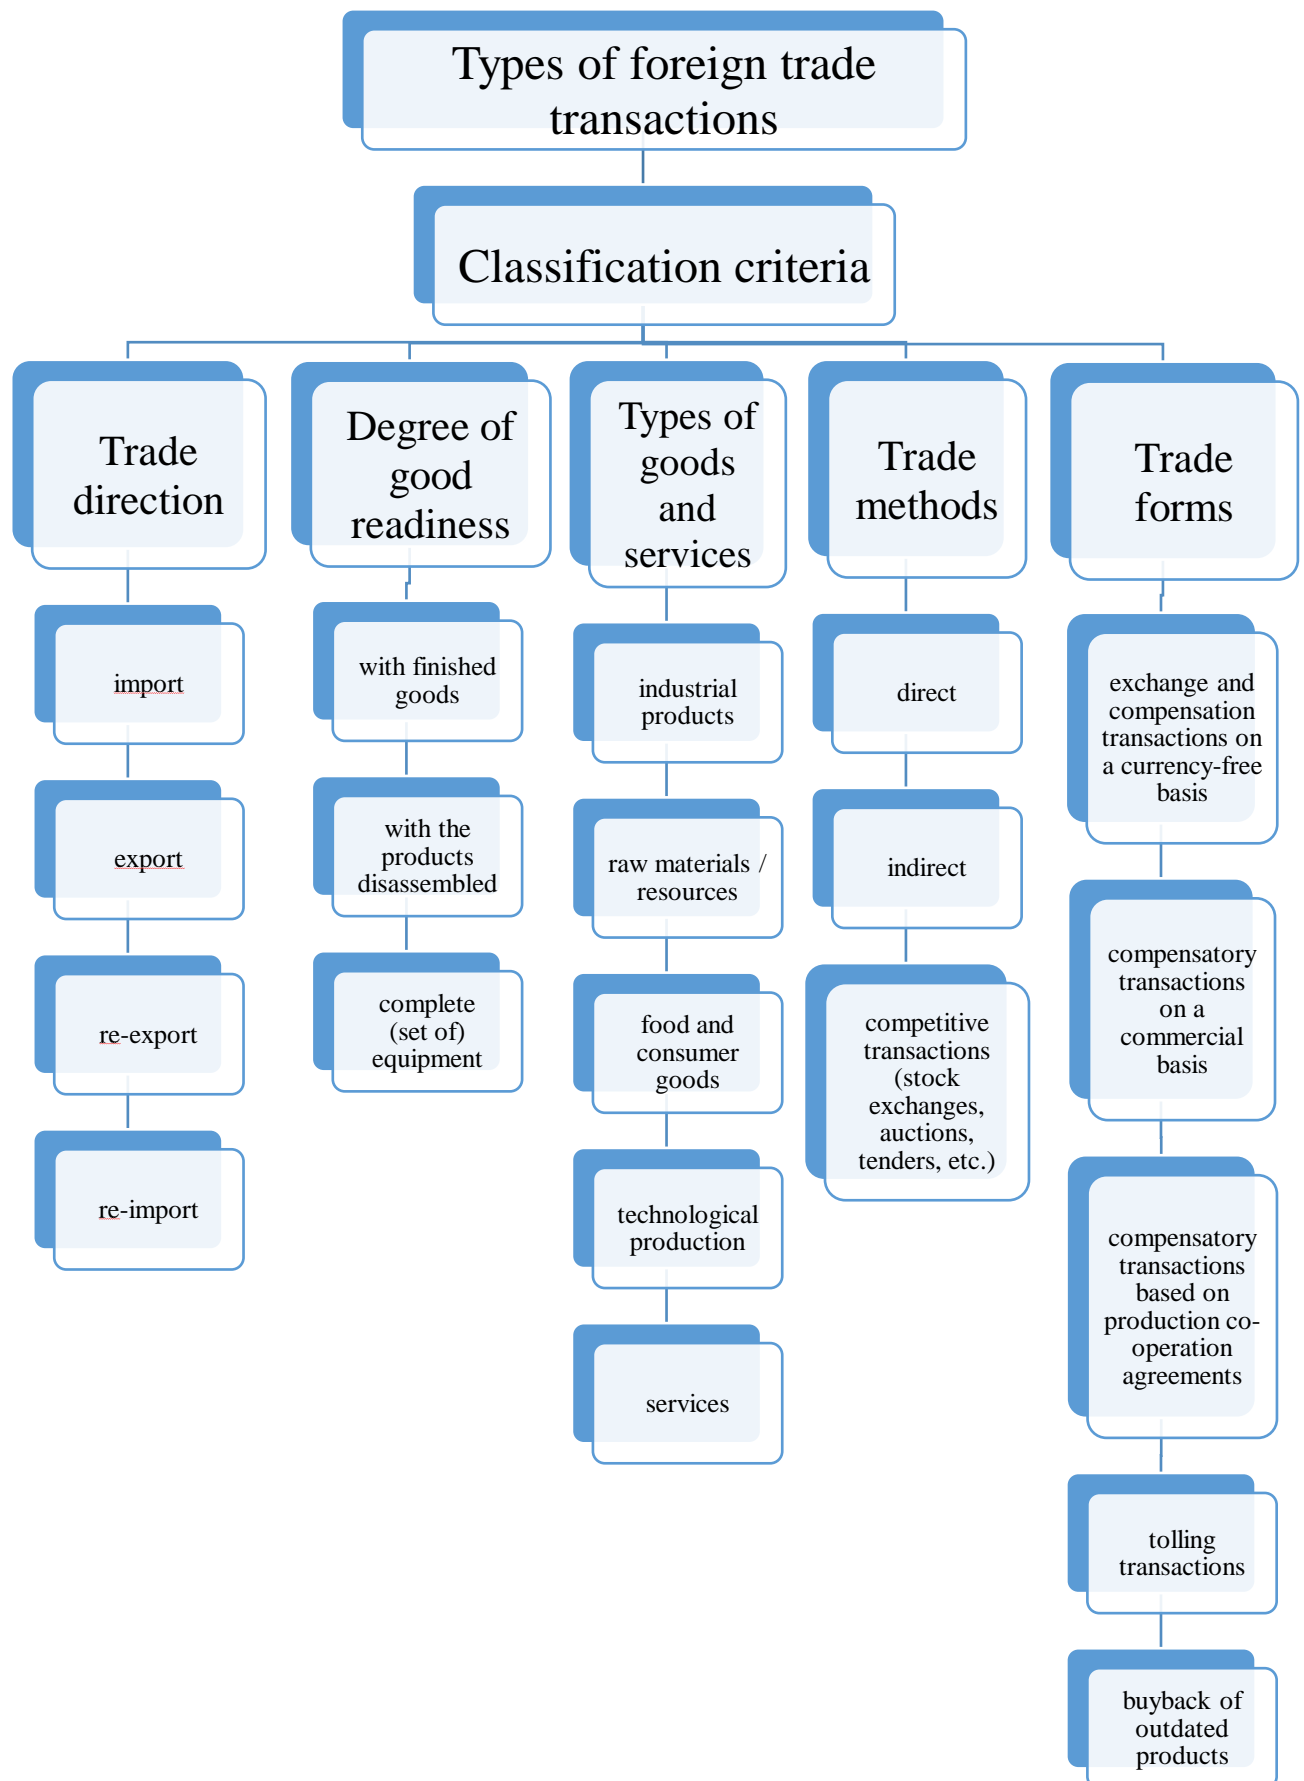 Types of foreign trade
transactions
Classification criteria
Trade
direction
import
export
re-export
re-import
Degree of
good
readiness
with finished
goods
with the
products
disassembled
complete
(set of)
equipment
Types of
goods
and
services
industrial
products
raw materials /
resources
food and
consumer
goods
technological
production
services
Trade
methods
direct
indirect
competitive
transactions
(stock
exchanges,
auctions,
tenders, etc.)
Trade
forms
exchange and
compensation
transactions on
a currency-free
basis
compensatory
transactions
on a
commercial
basis
compensatory
transactions
based on
production co-
operation
agreements
tolling
transactions
buyback of
outdated
products